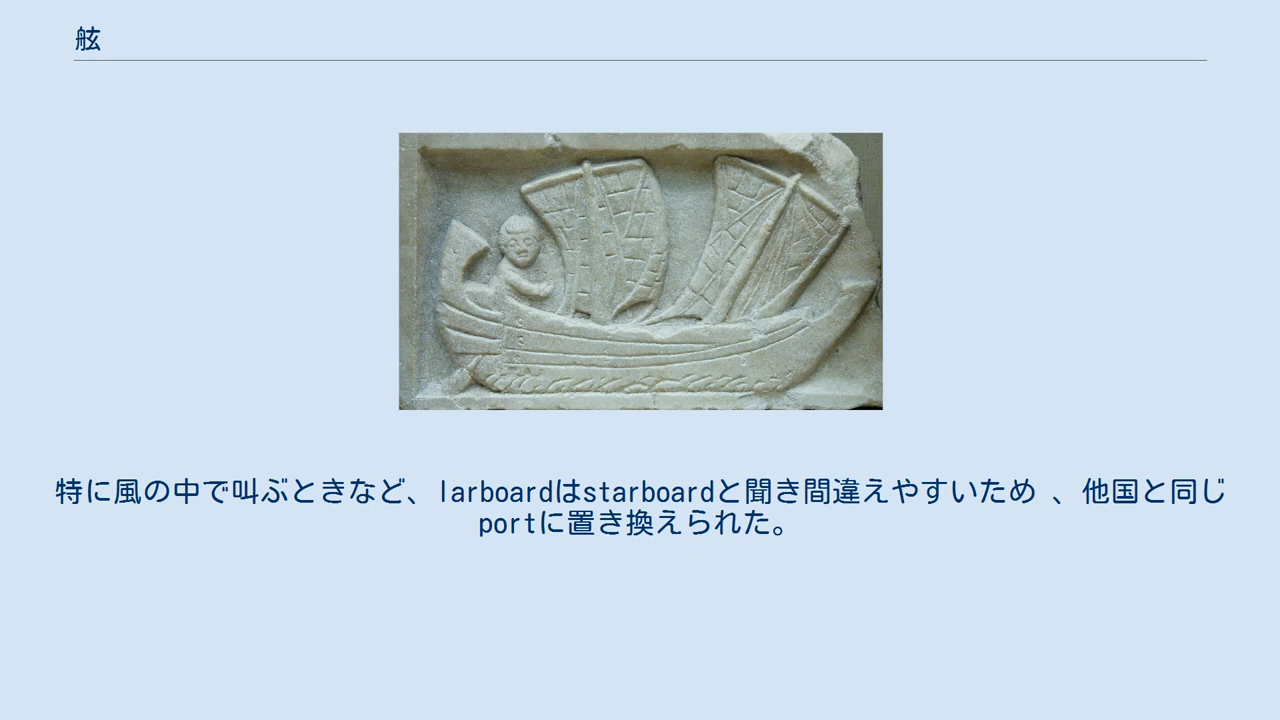 舷
特に風の中で叫ぶときなど、larboardはstarboardと聞き間違えやすいため 、他国と同じ
portに置き換えられた。